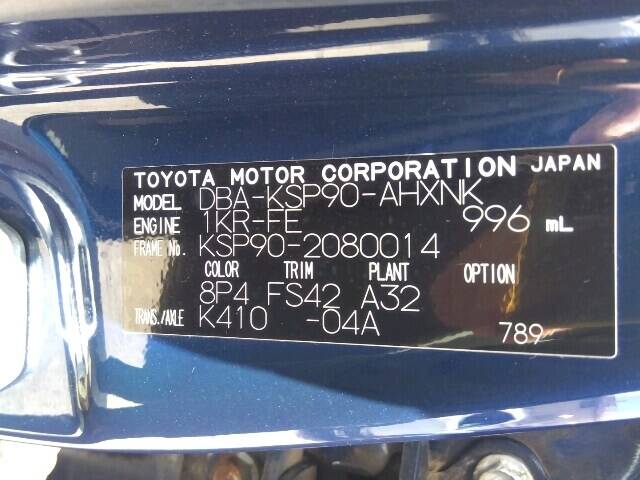 TOYOTA MOTOR CORPORATION JAPAN
MODEL DBA-KSP90-AHXNK
ENGINE 1KR-FE 996 mL
FRAME No. KSP90-2080014
COLOR TRIM PLANT OPTION
8P4 FS42 A32
TRANS./AXLE K410 -04A 789